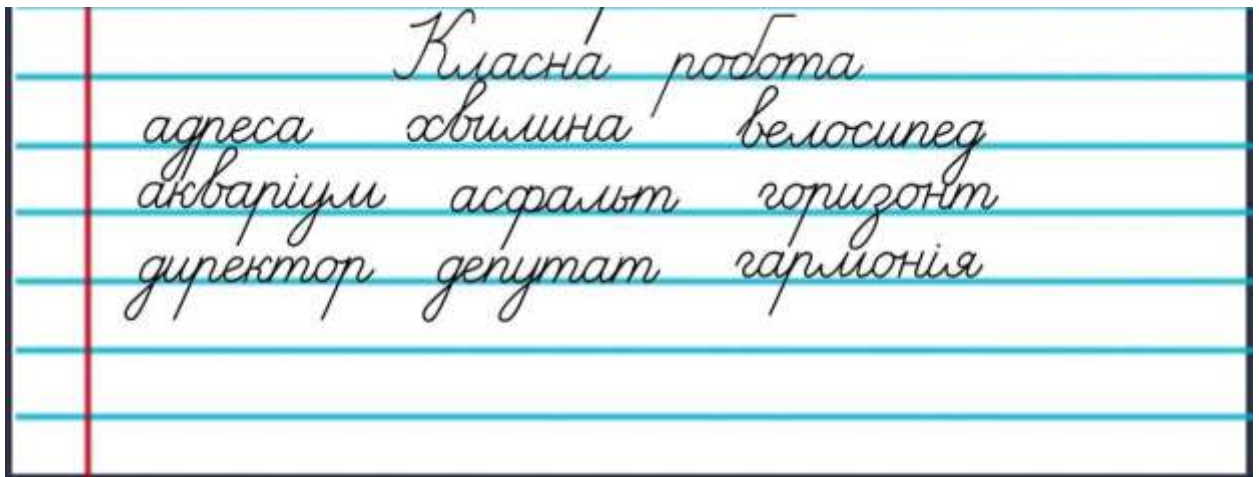 Класна робота
адреса хвилина велосипед
акваріум асфальт горизонт
директор депутат гармонія